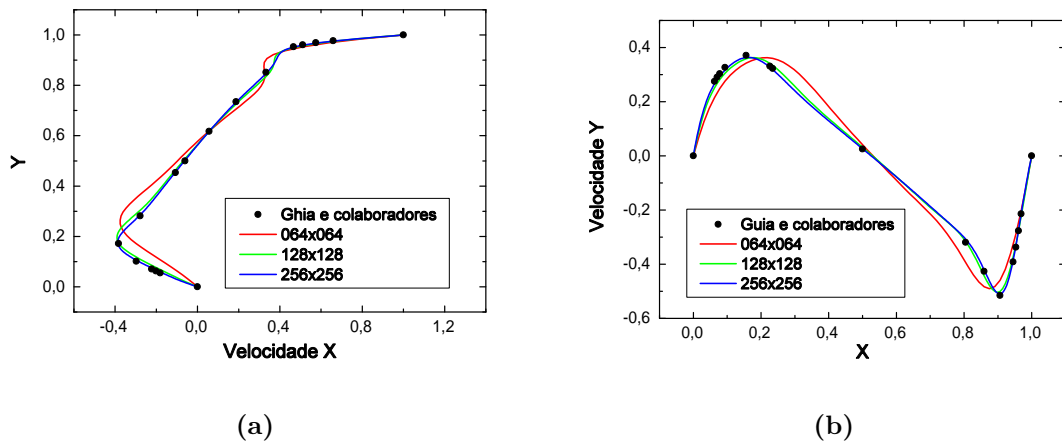 1,0
0,8
0,6
0,4
0,2
0,0
Y
-0,4
0,0
0,4
0,8
1,2
Velocidade X
Ghia e colaboradores
064x064
128x128
256x256
(a)
0,4
0,2
0,0
-0,2
-0,4
-0,6
Velocidade Y
0,0
0,2
0,4
0,6
0,8
1,0
X
Guia e colaboradores
064x064
128x128
256x256
(b)